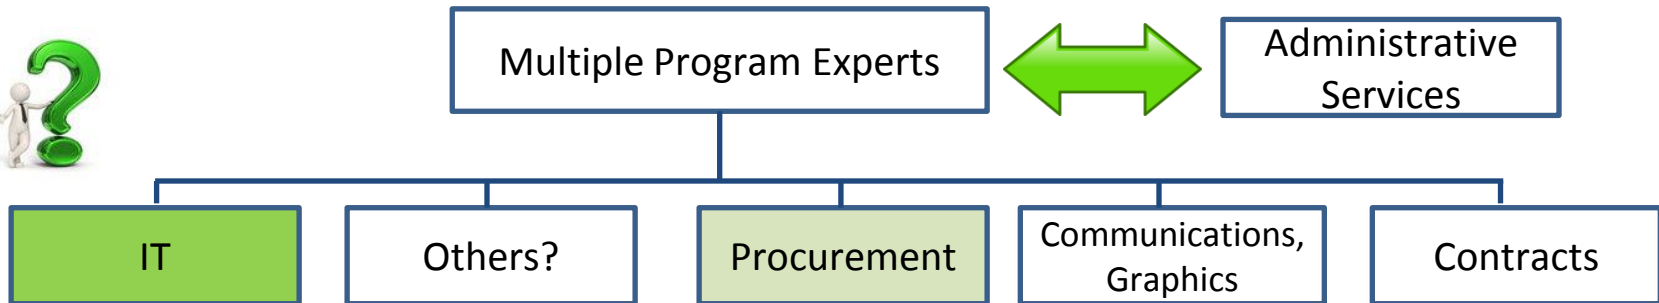 Multiple Program Experts
Administrative
Services
IT
Others?
Procurement
Communications,
Graphics
Contracts